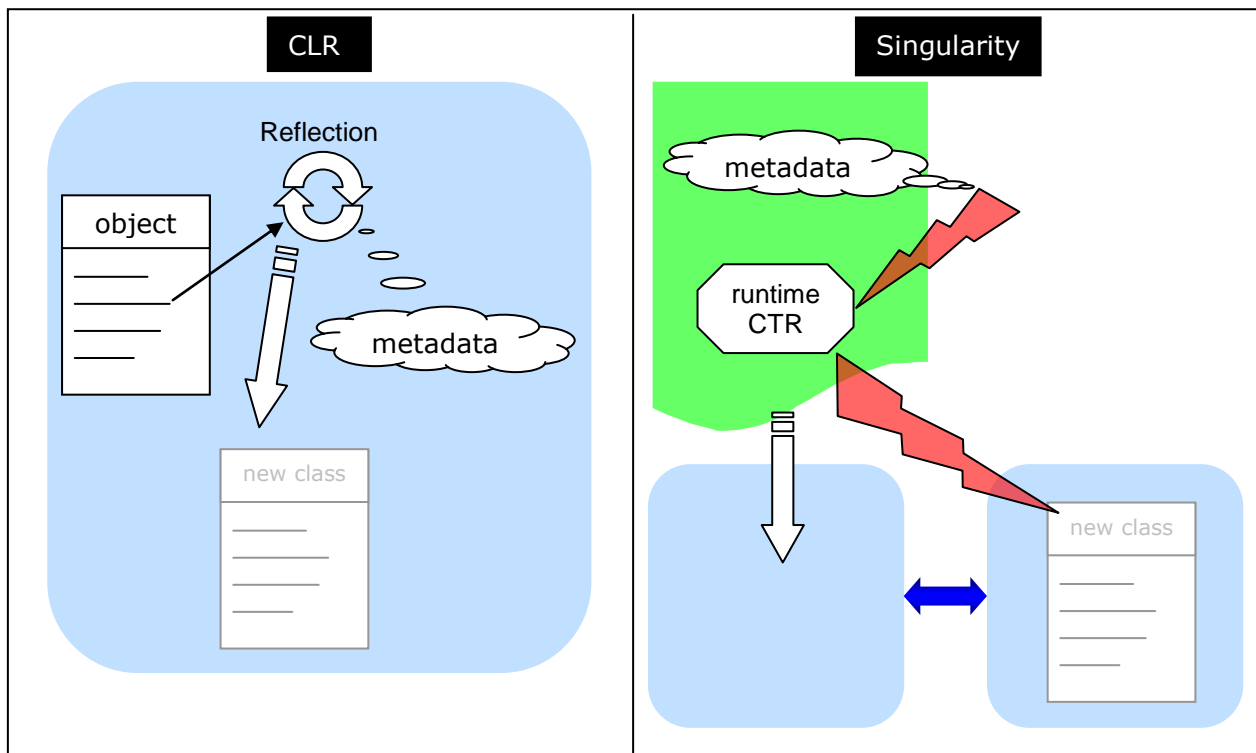 CLR
Reflection
object
metadata
new class
Singularity
metadata
runtime
CTR
new class